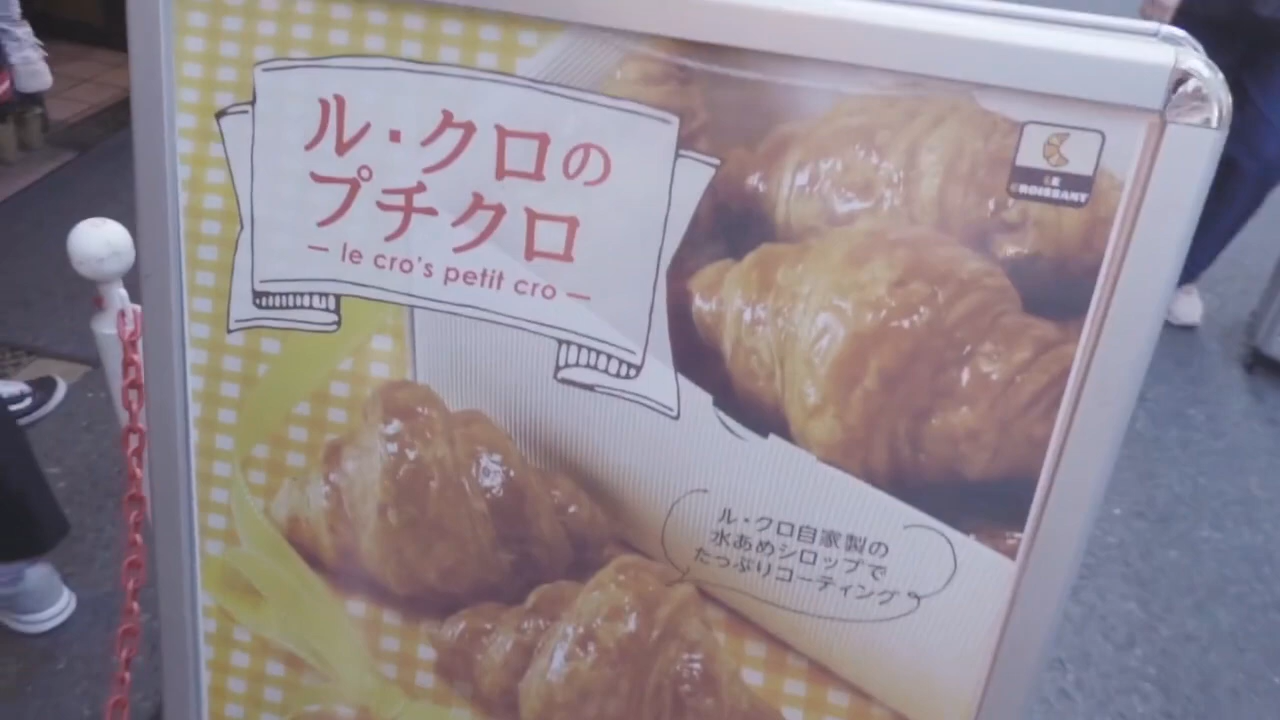 ル・クロの
プチクロ
– le cro's petit cro –
LE
CROISSANT
ル・クロ自家製の
水あめシロップで
たっぷりコーティング